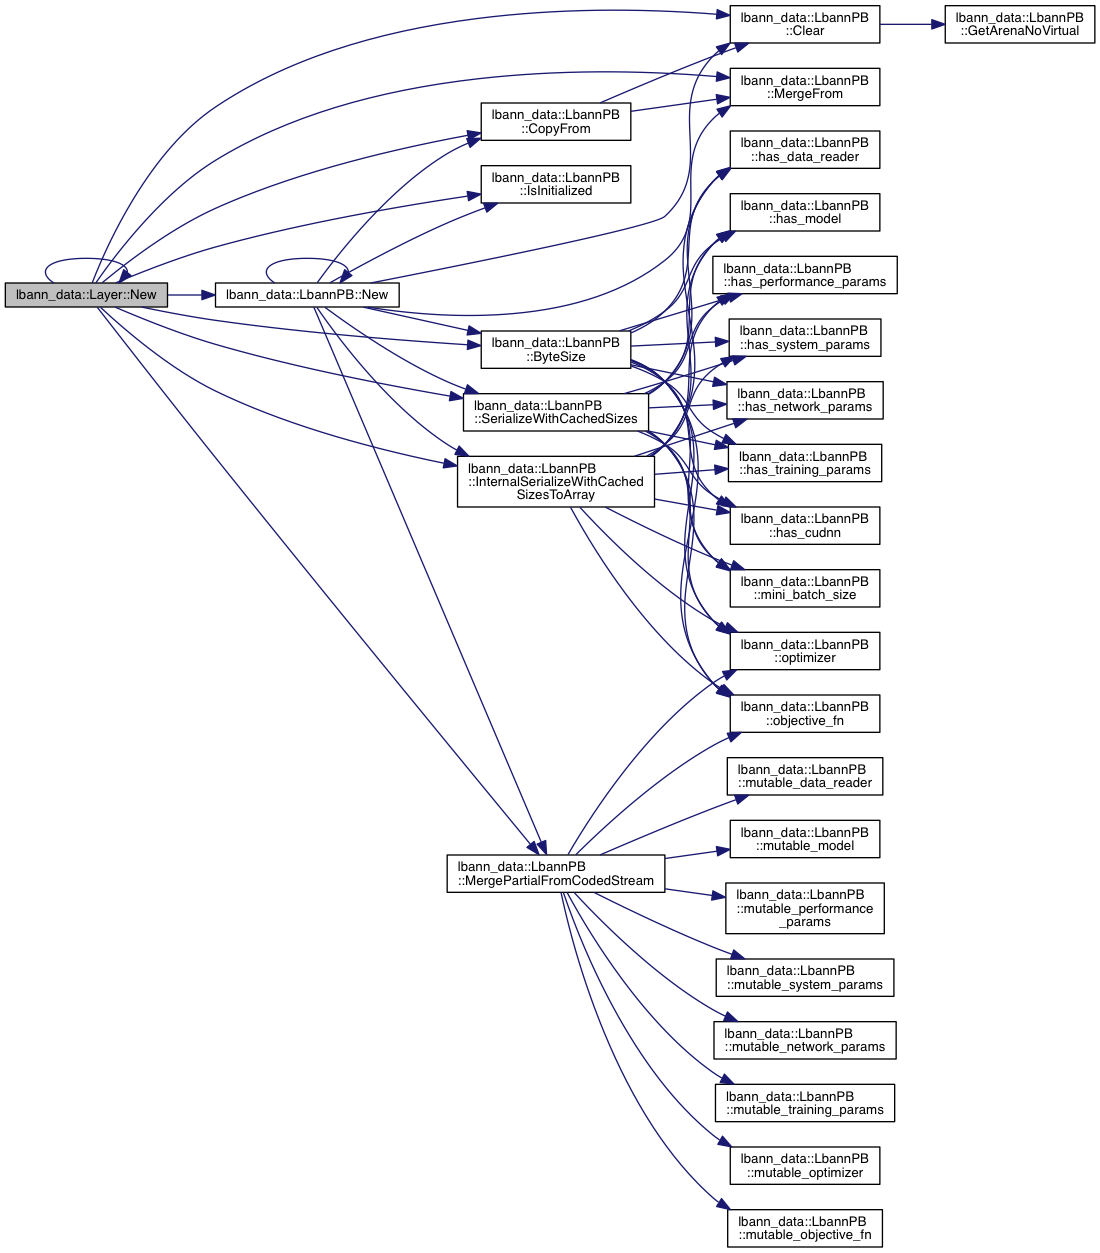 lbann_data::Layer::New
lbann_data::LbannPB::New
lbann_data::LbannPB
::CopyFrom
lbann_data::LbannPB
::IsInitialized
lbann_data::LbannPB
::ByteSize
lbann_data::LbannPB
::SerializeWithCachedSizes
lbann_data::LbannPB
::InternalSerializeWithCached
SizesToArray
lbann_data::LbannPB
::MergePartialFromCodedStream
lbann_data::LbannPB
::Clear
lbann_data::LbannPB
::GetArenaNoVirtual
lbann_data::LbannPB
::MergeFrom
lbann_data::LbannPB
::has_data_reader
lbann_data::LbannPB
::has_model
lbann_data::LbannPB
::has_performance_params
lbann_data::LbannPB
::has_system_params
lbann_data::LbannPB
::has_network_params
lbann_data::LbannPB
::has_training_params
lbann_data::LbannPB
::has_cudnn
lbann_data::LbannPB
::mini_batch_size
lbann_data::LbannPB
::optimizer
lbann_data::LbannPB
::objective_fn
lbann_data::LbannPB
::mutable_data_reader
lbann_data::LbannPB
::mutable_model
lbann_data::LbannPB
::mutable_performance
_params
lbann_data::LbannPB
::mutable_system_params
lbann_data::LbannPB
::mutable_network_params
lbann_data::LbannPB
::mutable_training_params
lbann_data::LbannPB
::mutable_optimizer
lbann_data::LbannPB
::mutable_objective_fn